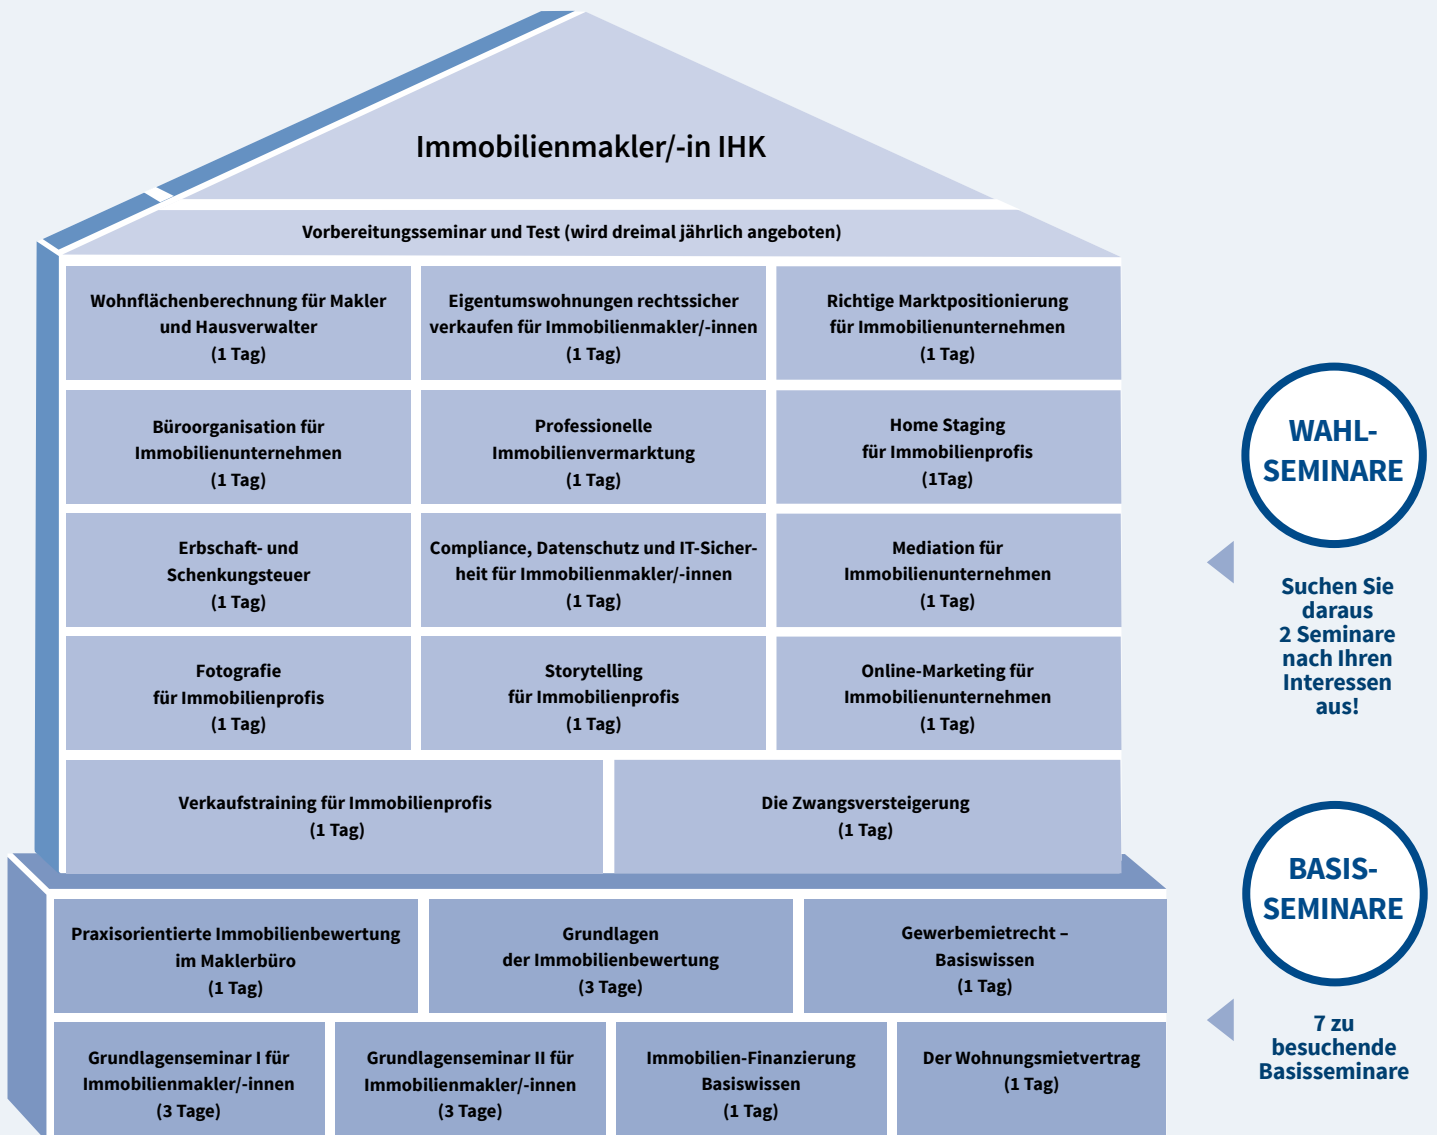 Immobilienmakler/-in IHK
Vorbereitungsseminar und Test (wird dreimal jährlich angeboten)
Wohnflächenberechnung für Makler
und Hausverwalter
(1 Tag)
Eigentumswohnungen rechtssicher
verkaufen für Immobilienmakler/-innen
(1 Tag)
Richtige Marktpositionierung
für Immobilienunternehmen
(1 Tag)
Büroorganisation für
Immobilienunternehmen
(1 Tag)
Professionelle
Immobilienvermarktung
(1 Tag)
Home Staging
für Immobilienprofis
(1Tag)
Erbschaft- und
Schenkungsteuer
(1 Tag)
Compliance, Datenschutz und IT-Sicher-
heit für Immobilienmakler/-innen
(1 Tag)
Mediation für
Immobilienunternehmen
(1 Tag)
Fotografie
für Immobilienprofis
(1 Tag)
Storytelling
für Immobilienprofis
(1 Tag)
Online-Marketing für
Immobilienunternehmen
(1 Tag)
Verkaufstraining für Immobilienprofis
(1 Tag)
Die Zwangsversteigerung
(1 Tag)
WAHL-
SEMINARE
Suchen Sie
daraus
2 Seminare
nach Ihren
Interessen
aus!
Praxisorientierte Immobilienbewertung
im Maklerbüro
(1 Tag)
Grundlagen
der Immobilienbewertung
(3 Tage)
Gewerbemietrecht –
Basiswissen
(1 Tag)
Grundlagenseminar I für
Immobilienmakler/-innen
(3 Tage)
Grundlagenseminar II für
Immobilienmakler/-innen
(3 Tage)
Immobilien-Finanzierung
Basiswissen
(1 Tag)
Der Wohnungsmietvertrag
(1 Tag)
BASIS-
SEMINARE
7 zu
besuchende
Basisseminare